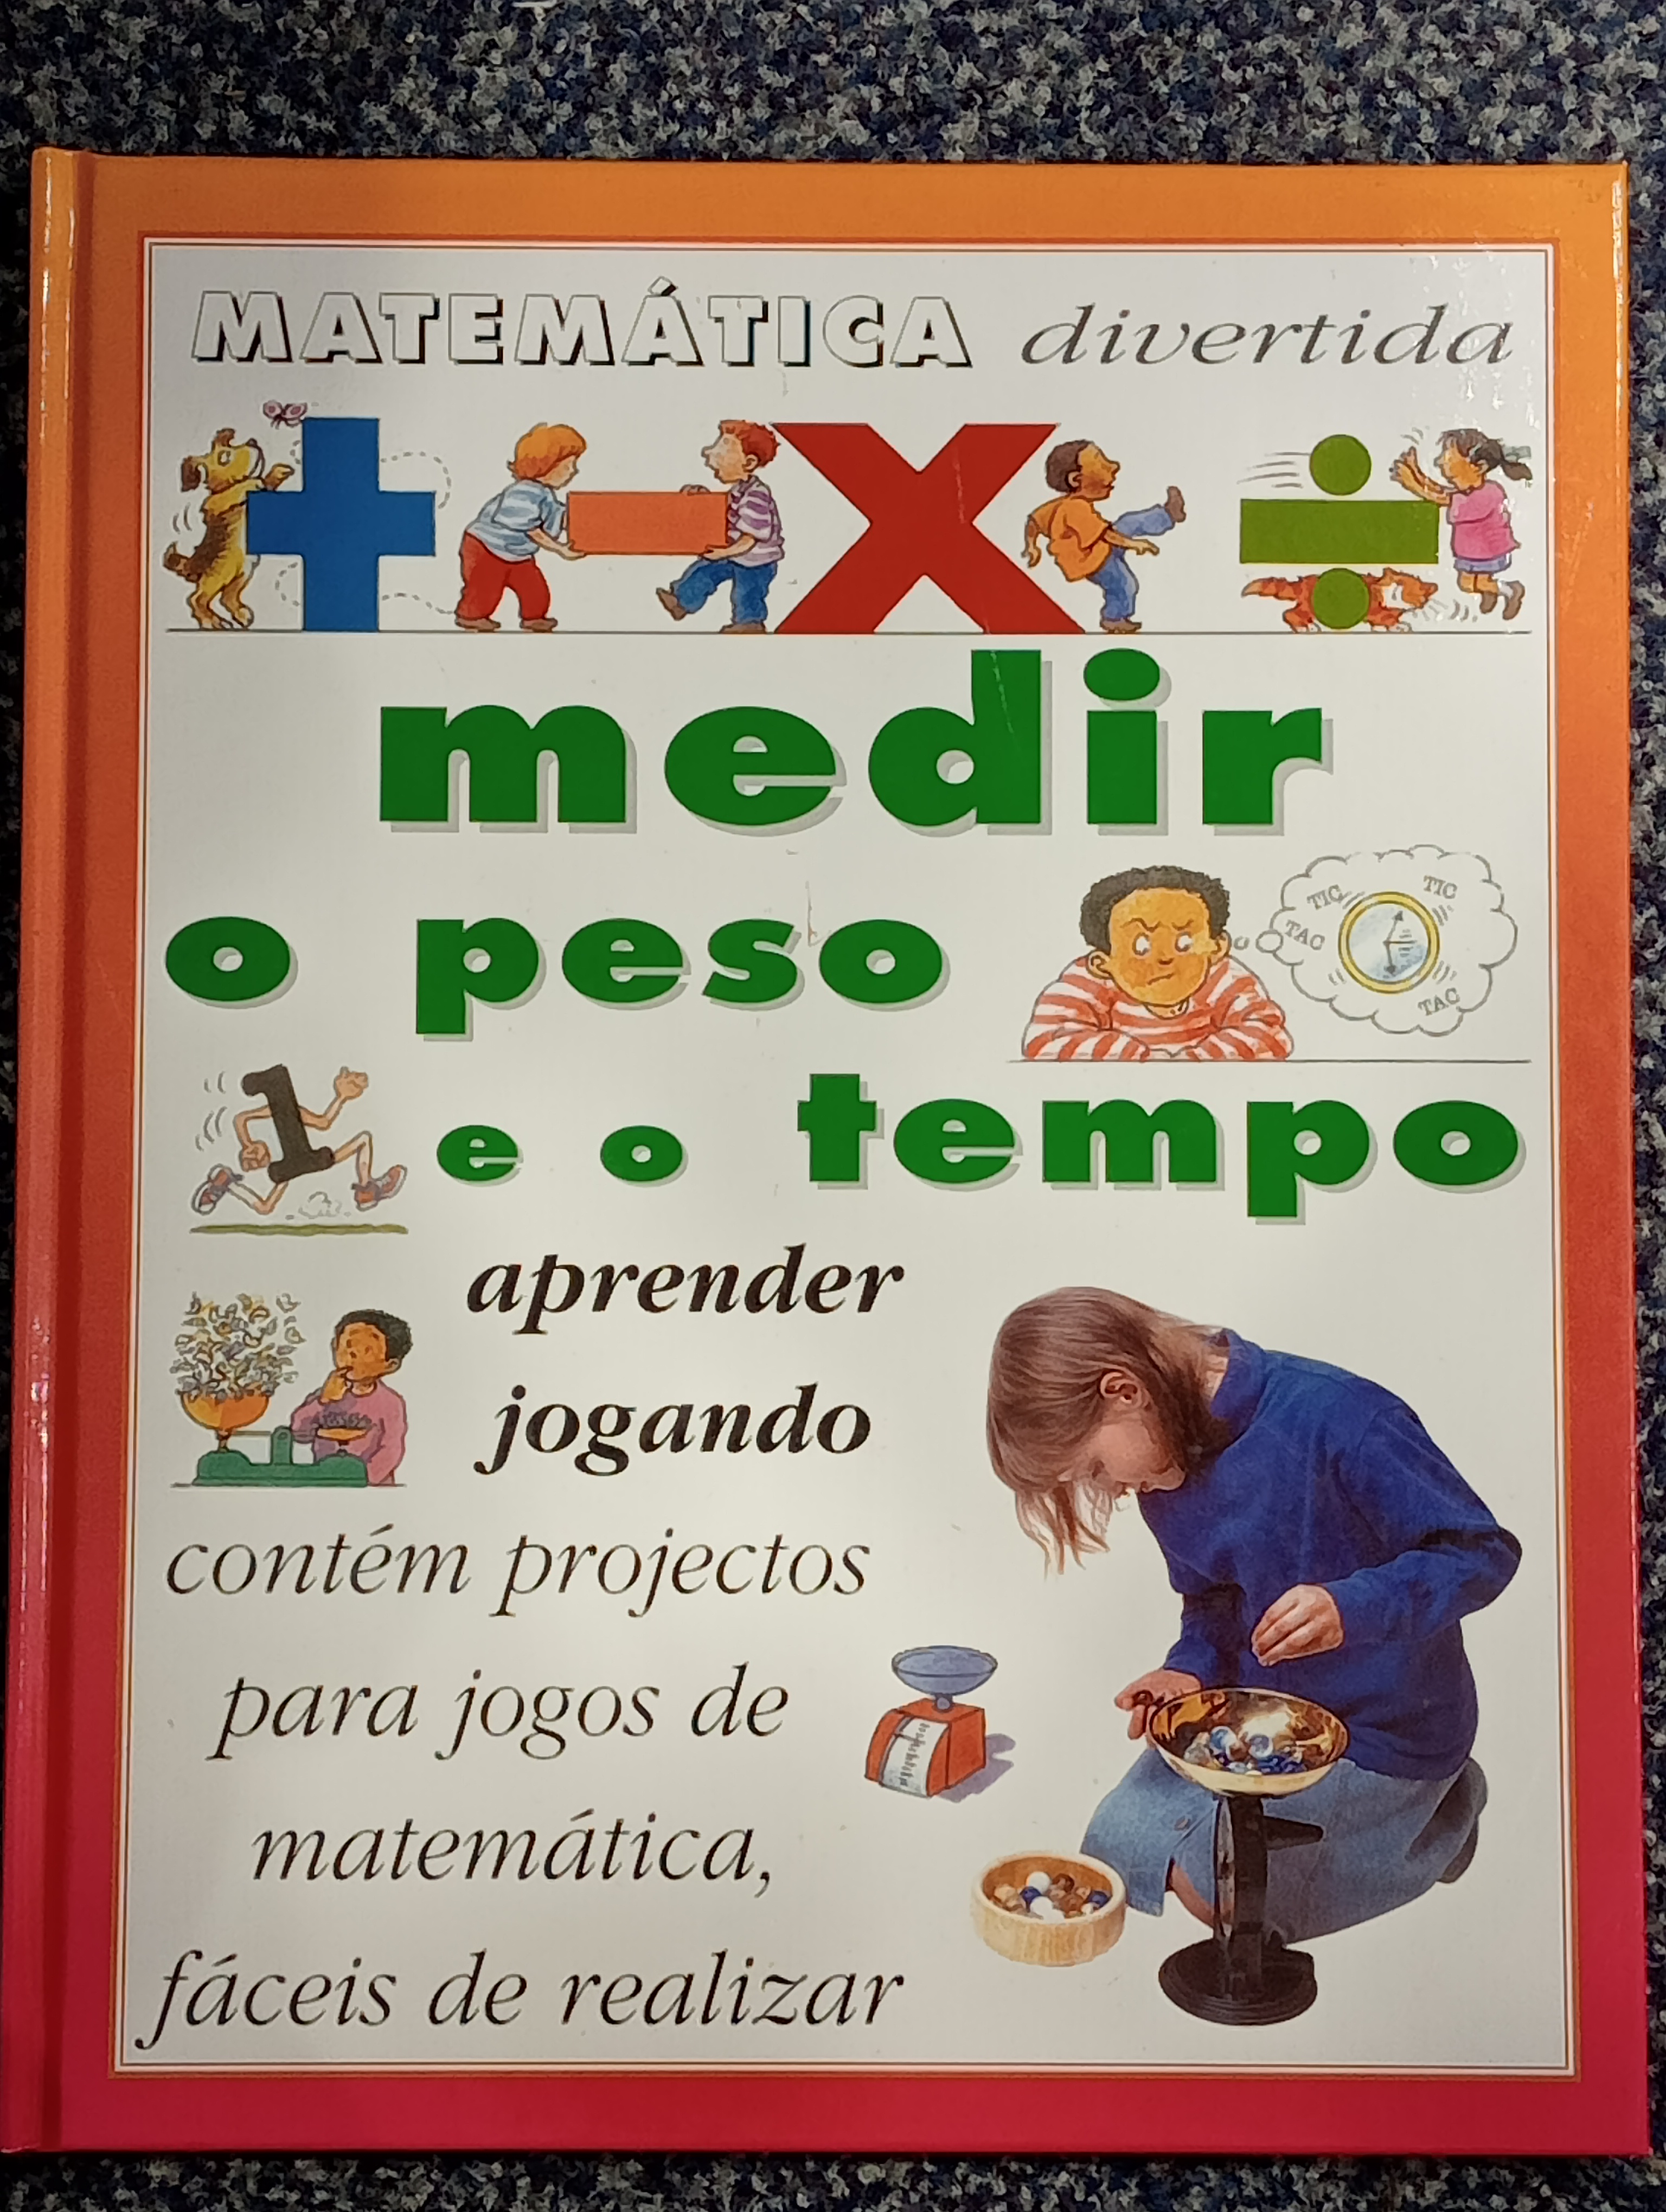 MATEMÁTICA divertida
+ - x ÷
medir
o peso
TIC TIC
TAC
TAC
1
e o tempo
aprender
jogando
contém projectos
para jogos de
matemática,
fáceis de realizar